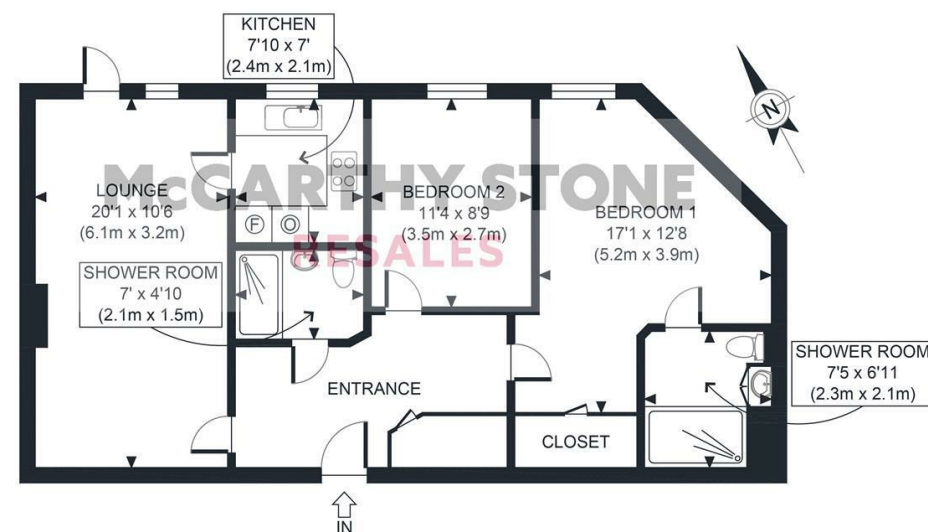 KITCHEN
7'10 x 7'
(2.4m x 2.1m)
N
McCARTHY STONE
RESALES
LOUNGE
20'1 x 10'6
(6.1m x 3.2m)
BEDROOM 2
11'4 x 8'9
(3.5m x 2.7m)
BEDROOM 1
17'1 x 12'8
(5.2m x 3.9m)
F
O
SHOWER ROOM
7' x 4'10
(2.1m x 1.5m)
SHOWER ROOM
7'5 x 6'11
(2.3m x 2.1m)
ENTRANCE
CLOSET
IN